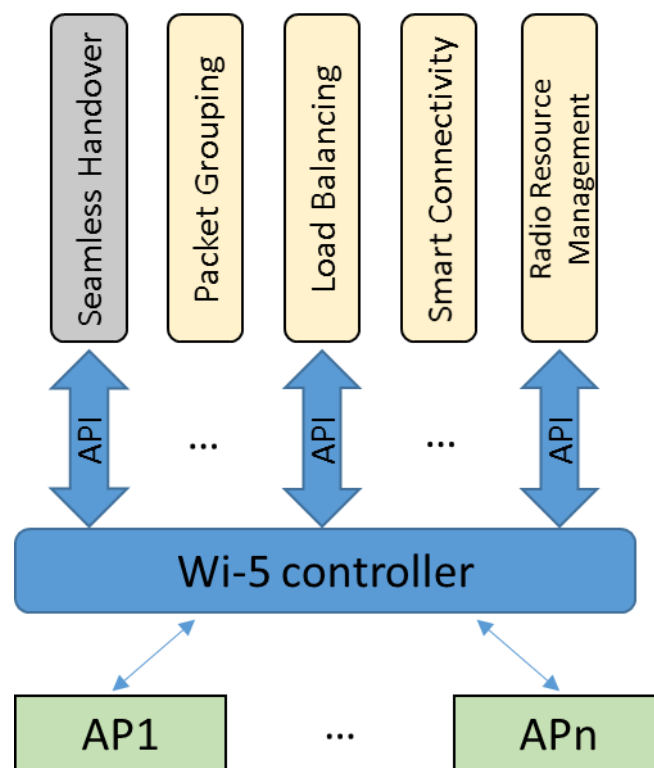 Seamless Handover
Packet Grouping
Load Balancing
Smart Connectivity
Radio Resource
Management
API
...
API
...
API
Wi-5 controller
AP1
...
APn